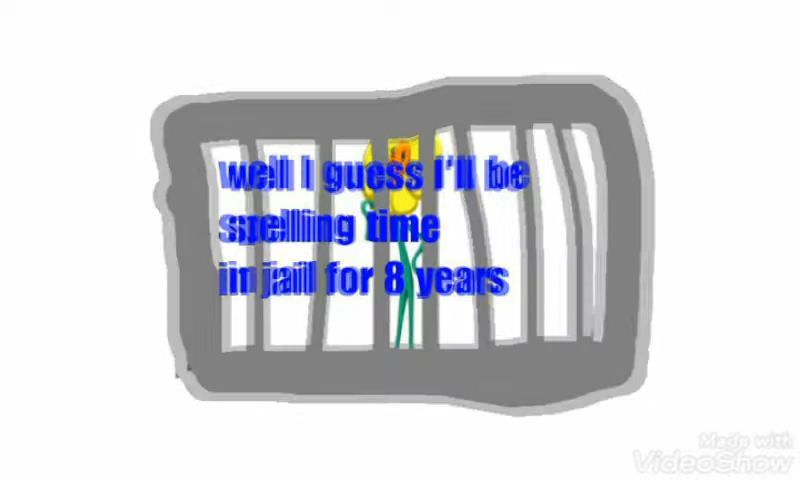 well I guess I'll be
spelling time
in jail for 8 years
Made with
VideoShow